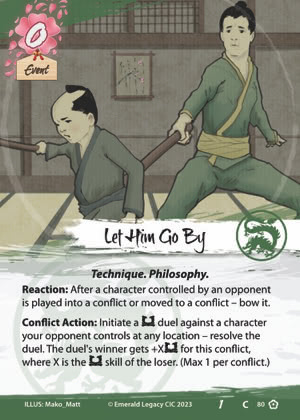 0
Event
Let Him Go By
Technique. Philosophy.
Reaction: After a character controlled by an opponent
is played into a conflict or moved to a conflict – bow it.
Conflict Action: Initiate a duel against a character
your opponent controls at any location – resolve
the duel. The duel's winner gets +X for this conflict,
where X is the skill of the loser. (Max 1 per conflict.)
ILLUS: Mako_Matt © Emerald Legacy CIC 2023 1 C 80